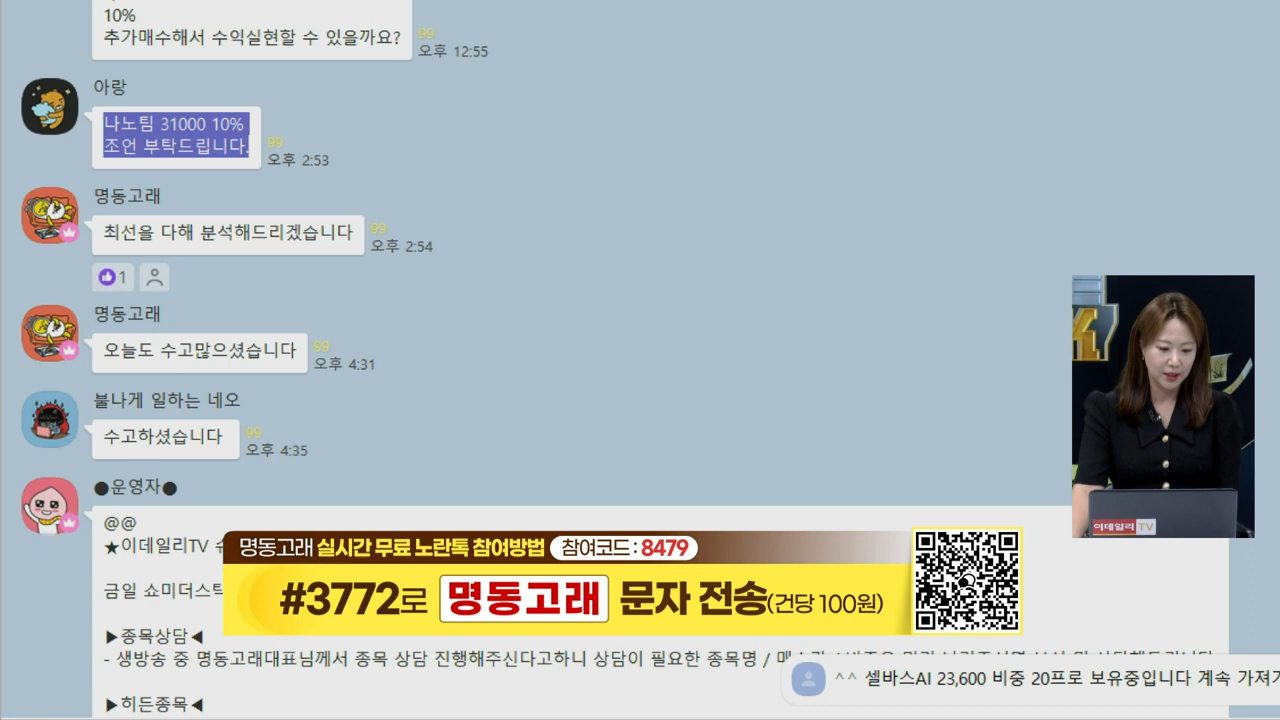 10%
추가매수해서 수익실현할 수 있을까요?
99
오후 12:55
아랑
나노팀 31000 10%
조언 부탁드립니다.
99
오후 2:53
명동고래
최선을 다해 분석해드리겠습니다
99
오후 2:54
1
명동고래
오늘도 수고많으셨습니다
99
오후 4:31
불나게 일하는 네오
수고하셨습니다
99
오후 4:35
●운영자●
@@
★이데일리TV
금일 쇼미더스탁
▶종목상담◀
- 생방송 중 명동고래대표님께서 종목 상담 진행해주신다고하니 상담이 필요한 종목명 /
▶히든종목◀
명동고래 실시간 무료 노란톡 참여방법 참여코드 : 8479
#3772로 명동고래 문자 전송(건당 100원)
이데일리 TV
^^ 셀바스AI 23,600 비중 20프로 보유중입니다 계속 가져가